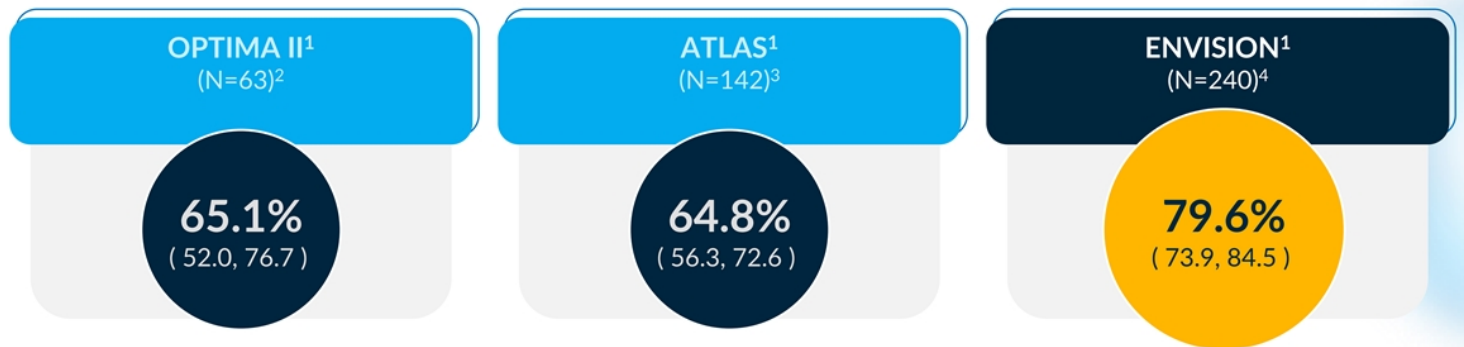 OPTIMA II¹
(N=63)²
65.1%
( 52.0, 76.7 )
ATLAS¹
(N=142)³
64.8%
( 56.3, 72.6 )
ENVISION¹
(N=240)⁴
79.6%
( 73.9, 84.5 )